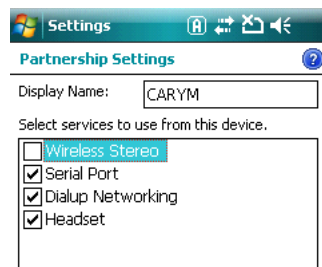 Settings
Partnership Settings
Display Name: CARYM
Select services to use from this device.
Wireless Stereo
Serial Port
Dialup Networking
Headset